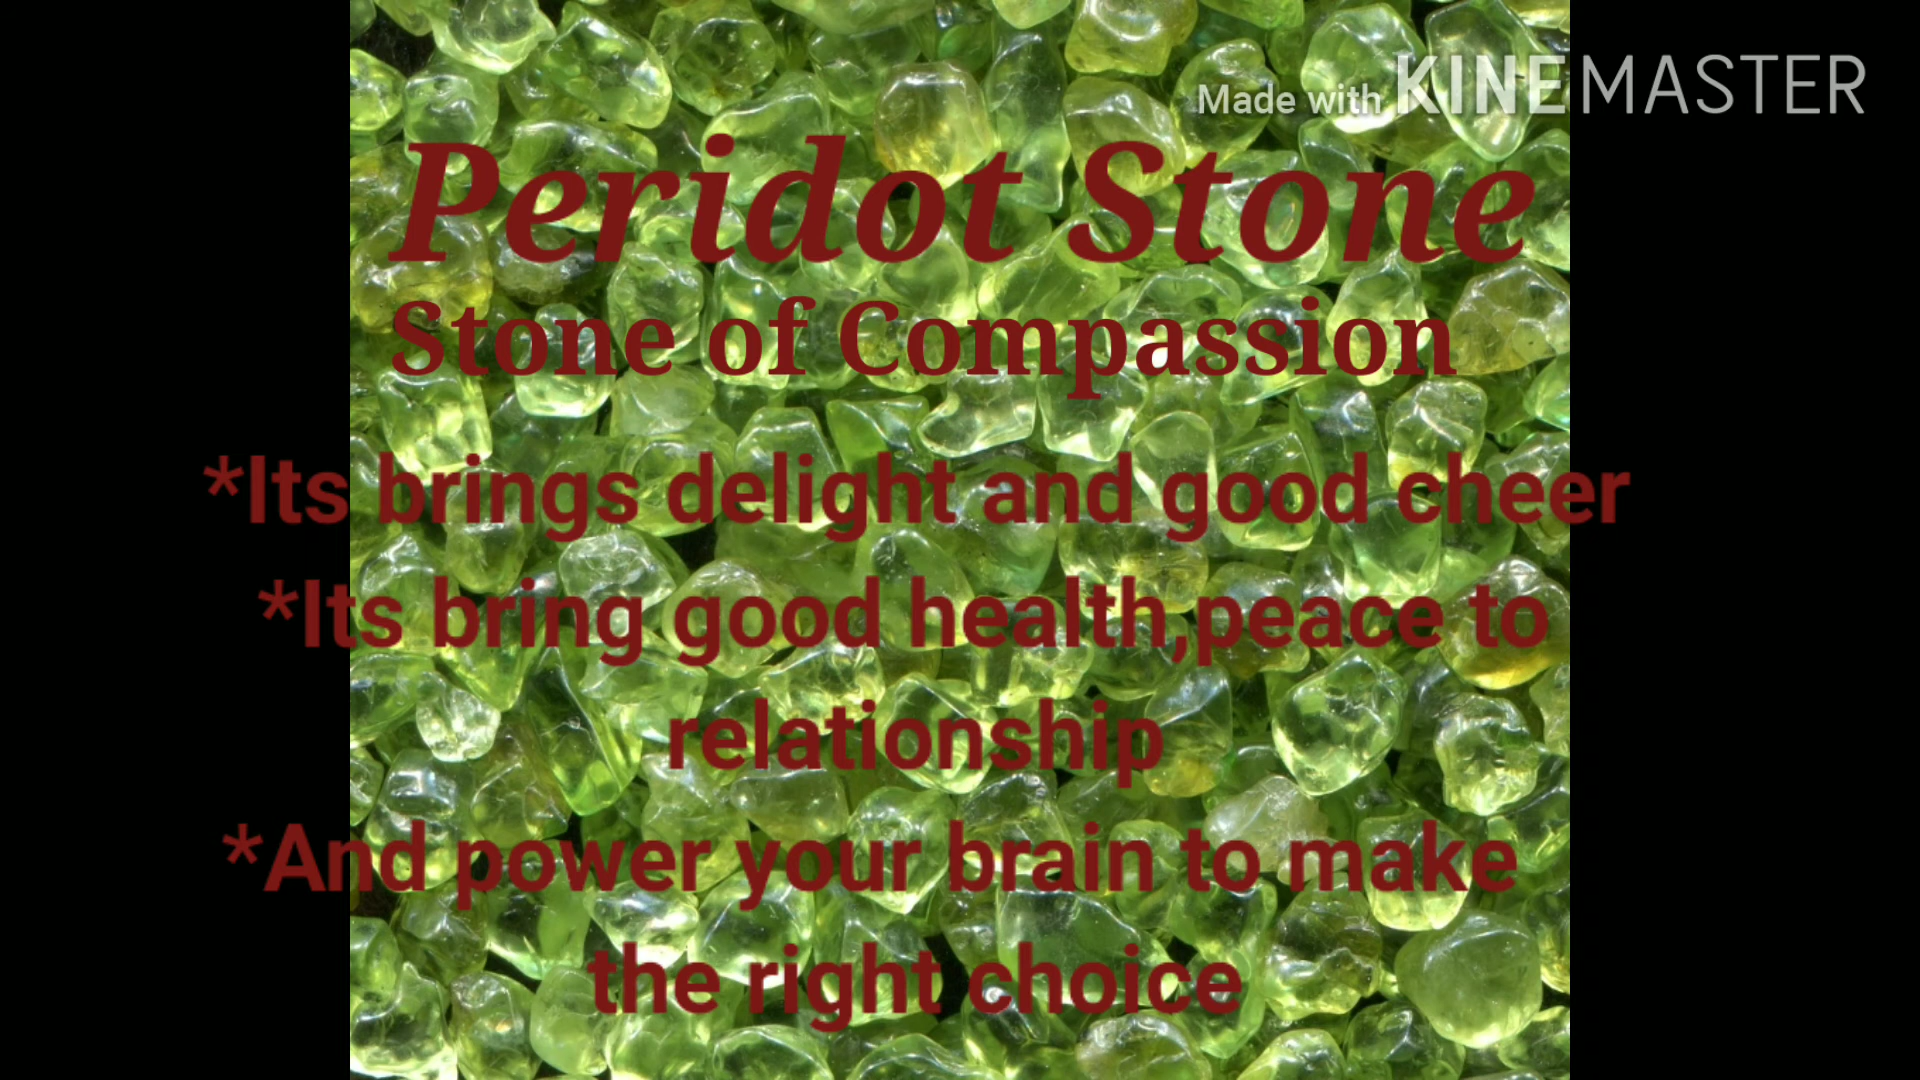 Made with KINEMASTER
Peridot Stone
Stone of Compassion
*Its brings delight and good cheer
*Its bring good health,peace to
relationship
*And power your brain to make
the right choice